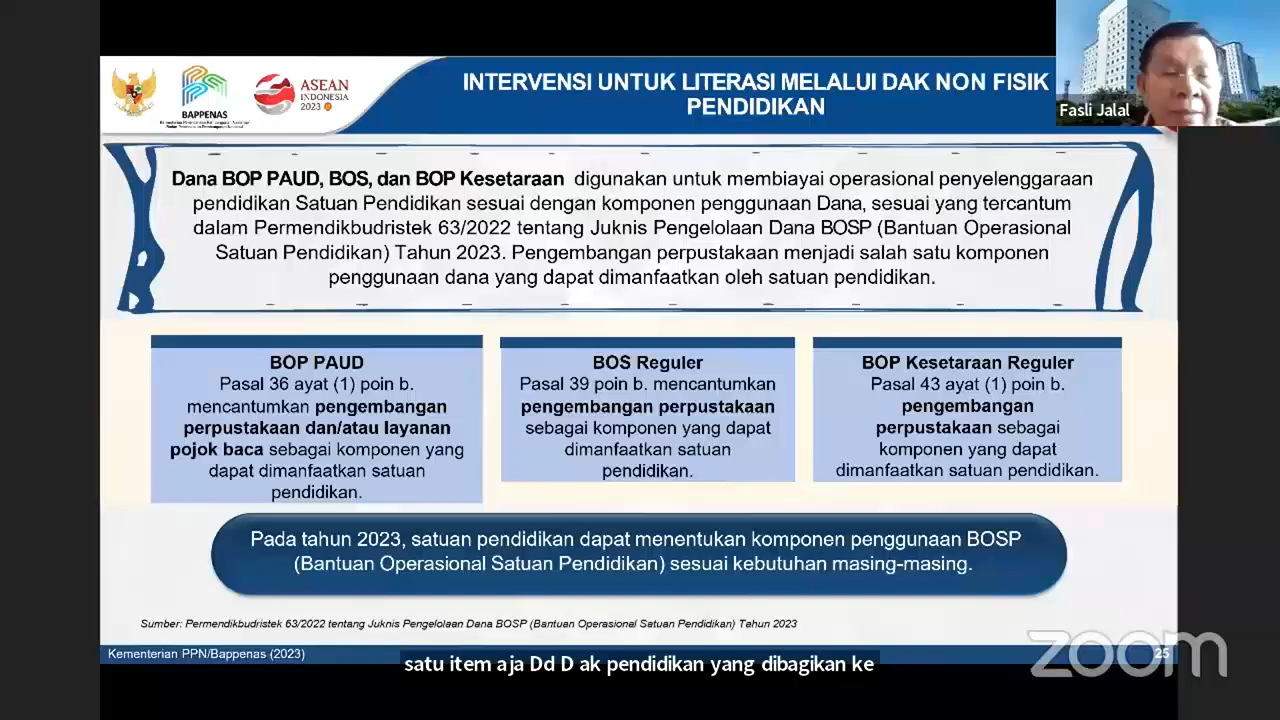 BAPPENAS
ASEAN
INDONESIA
2023
INTERVENSI UNTUK LITERASI MELALUI DAK NON FISIK
PENDIDIKAN
Fasli Jalal
Dana BOP PAUD, BOS, dan BOP Kesetaraan digunakan untuk membiayai operasional penyelenggaraan
pendidikan Satuan Pendidikan sesuai dengan komponen penggunaan Dana, sesuai yang tercantum
dalam Permendikbudristek 63/2022 tentang Juknis Pengelolaan Dana BOSP (Bantuan Operasional
Satuan Pendidikan) Tahun 2023. Pengembangan perpustakaan menjadi salah satu komponen
penggunaan dana yang dapat dimanfaatkan oleh satuan pendidikan.
BOP PAUD
Pasal 36 ayat (1) poin b.
mencantumkan pengembangan
perpustakaan dan/atau layanan
pojok baca sebagai komponen yang
dapat dimanfaatkan satuan
pendidikan.
BOS Reguler
Pasal 39 poin b. mencantumkan
pengembangan perpustakaan
sebagai komponen yang dapat
dimanfaatkan satuan
pendidikan.
BOP Kesetaraan Reguler
Pasal 43 ayat (1) poin b.
pengembangan
perpustakaan sebagai
komponen yang dapat
dimanfaatkan satuan pendidikan.
Pada tahun 2023, satuan pendidikan dapat menentukan komponen penggunaan BOSP
(Bantuan Operasional Satuan Pendidikan) sesuai kebutuhan masing-masing.
Sumber: Permendikbudristek 63/2022 tentang Juknis Pengelolaan Dana BOSP (Bantuan Operasional Satuan Pendidikan) Tahun 2023
Kementerian PPN/Bappenas (2023)
25
zoom
satu item aja Dd D ak pendidikan yang dibagikan ke